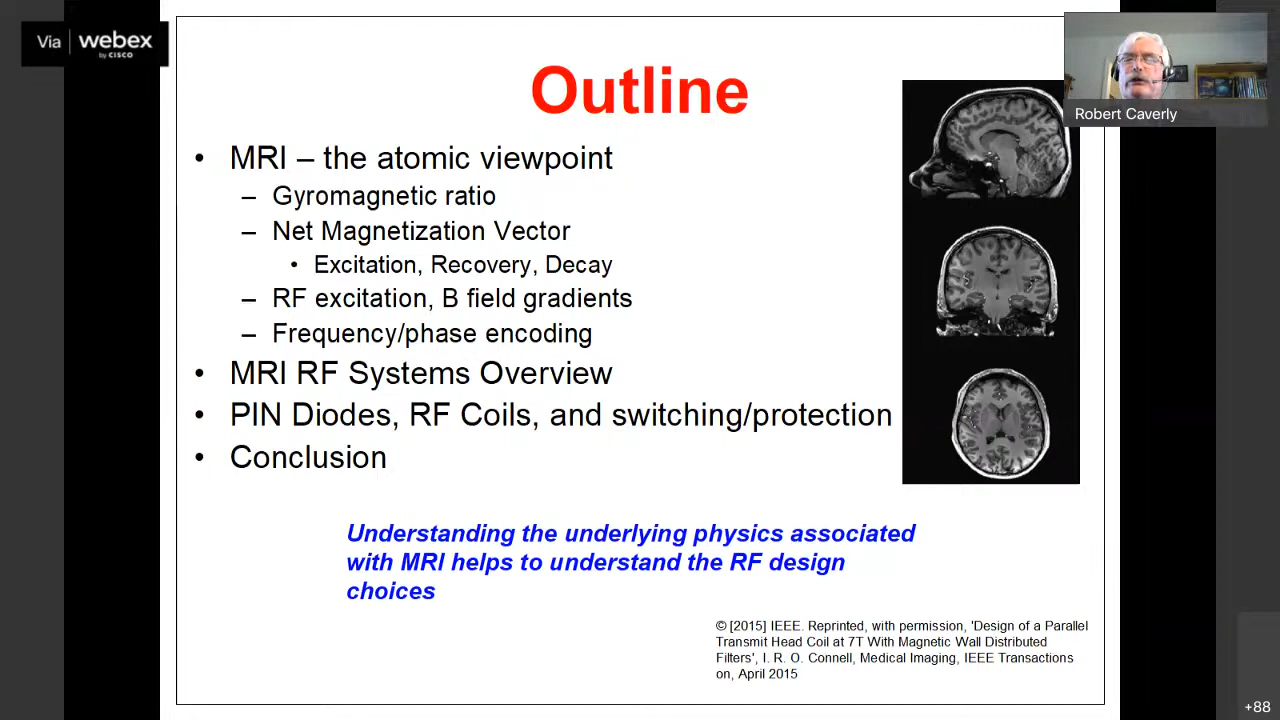 Via webex
by CISCO
Outline
Robert Caverly
• MRI – the atomic viewpoint
– Gyromagnetic ratio
– Net Magnetization Vector
• Excitation, Recovery, Decay
– RF excitation, B field gradients
– Frequency/phase encoding
• MRI RF Systems Overview
• PIN Diodes, RF Coils, and switching/protection
• Conclusion
Understanding the underlying physics associated
with MRI helps to understand the RF design
choices
© [2015] IEEE. Reprinted, with permission, 'Design of a Parallel
Transmit Head Coil at 7T With Magnetic Wall Distributed
Filters', I. R. O. Connell, Medical Imaging, IEEE Transactions
on, April 2015
+88